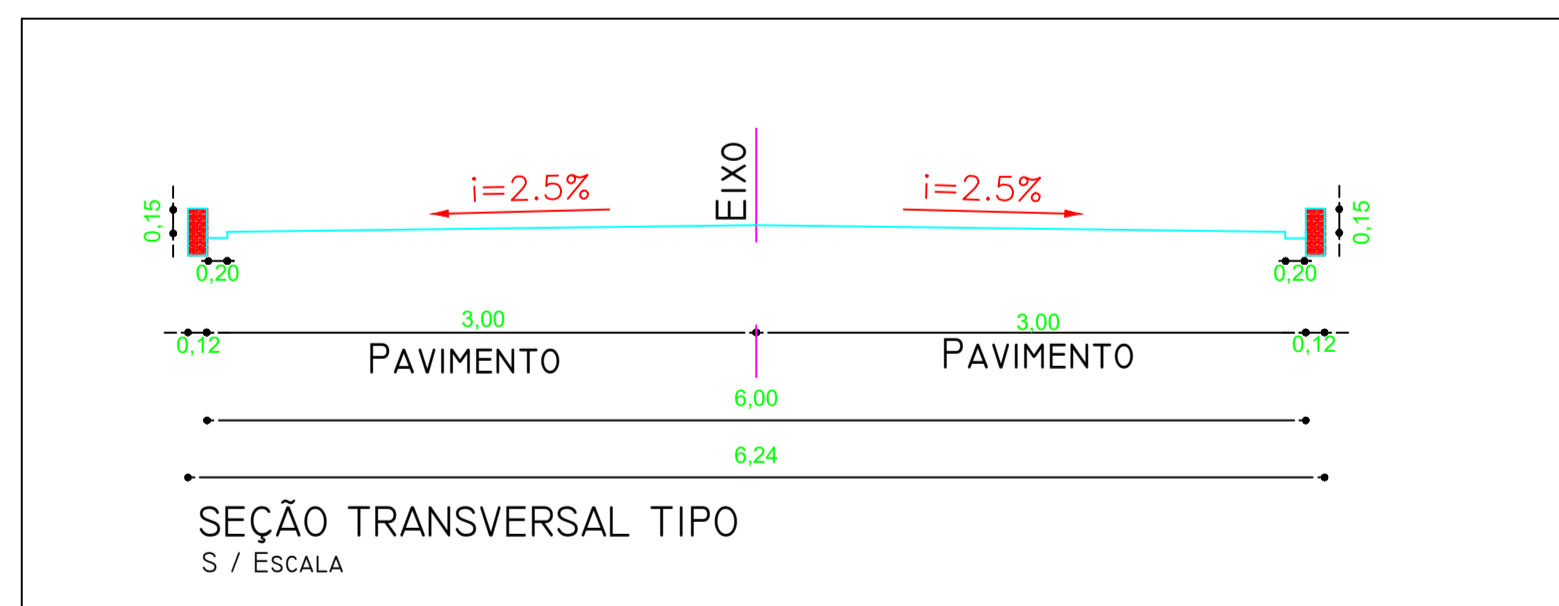 EIXO
i=2.5%
i=2.5%
0,15
0,15
0,20
0,20
3,00
3,00
0,12
0,12
PAVIMENTO
PAVIMENTO
6,00
6,24
SEÇÃO TRANSVERSAL TIPO
S / ESCALA